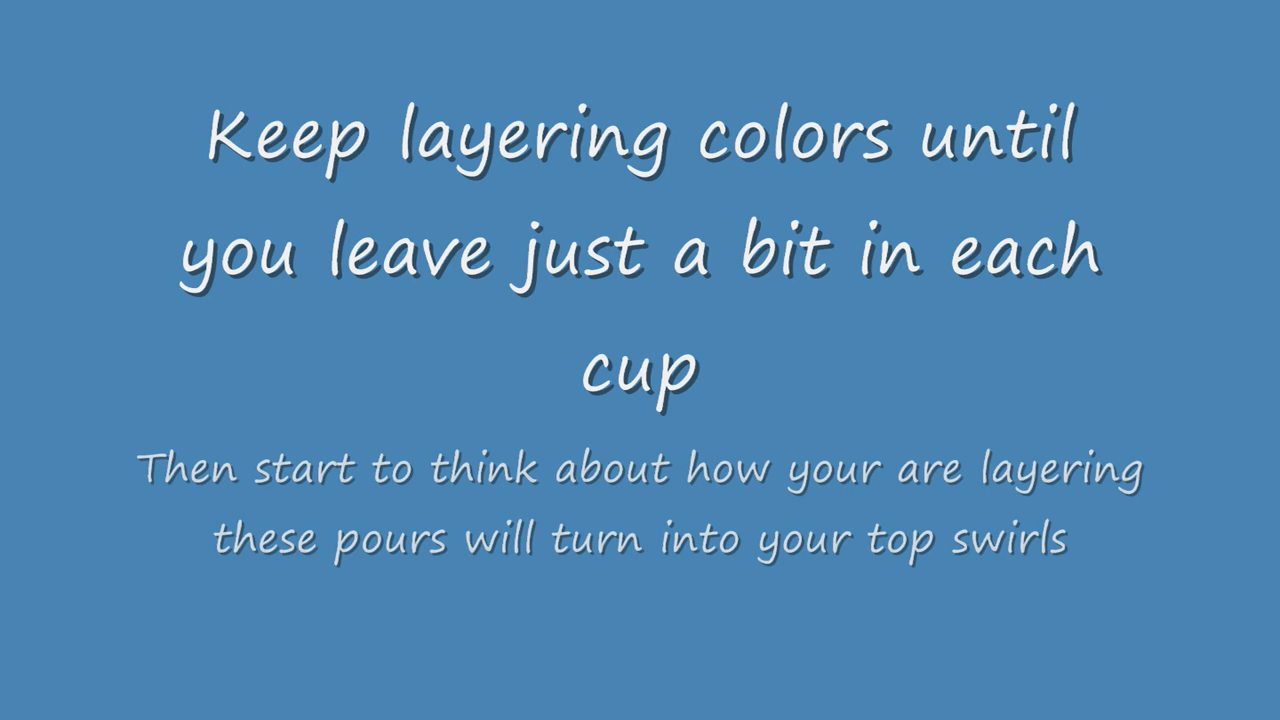 Keep layering colors until
you leave just a bit in each
cup
Then start to think about how your are layering
these pours will turn into your top swirls